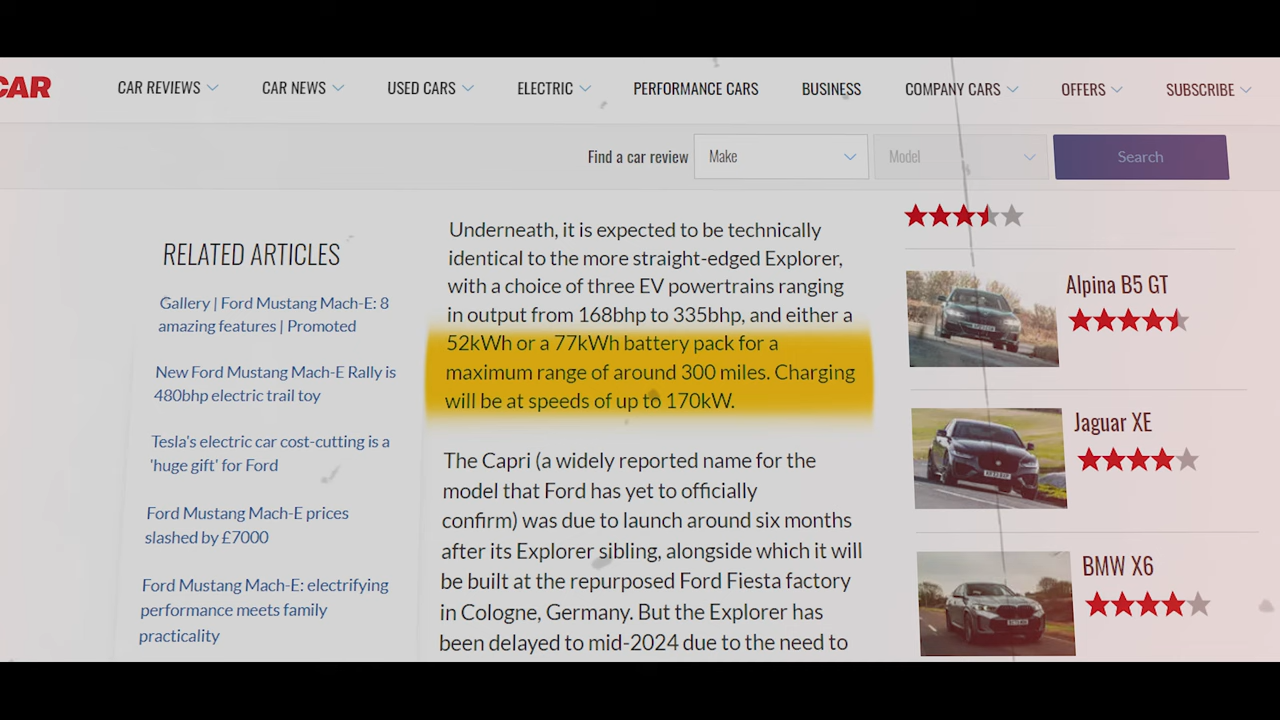 CAR
CAR REVIEWS
CAR NEWS
USED CARS
ELECTRIC
PERFORMANCE CARS
BUSINESS
COMPANY CARS
OFFERS
SUBSCRIBE
Find a car review
Make
Model
Search
RELATED ARTICLES
Gallery | Ford Mustang Mach-E: 8
amazing features | Promoted
New Ford Mustang Mach-E Rally is
480bhp electric trail toy
Tesla's electric car cost-cutting is a
'huge gift' for Ford
Ford Mustang Mach-E prices
slashed by £7000
Ford Mustang Mach-E: electrifying
performance meets family
practicality
Underneath, it is expected to be technically
identical to the more straight-edged Explorer,
with a choice of three EV powertrains ranging
in output from 168bhp to 335bhp, and either a
52kWh or a 77kWh battery pack for a
maximum range of around 300 miles. Charging
will be at speeds of up to 170kW.
The Capri (a widely reported name for the
model that Ford has yet to officially
confirm) was due to launch around six months
after its Explorer sibling, alongside which it will
be built at the repurposed Ford Fiesta factory
in Cologne, Germany. But the Explorer has
been delayed to mid-2024 due to the need to
Alpina B5 GT
Jaguar XE
BMW X6